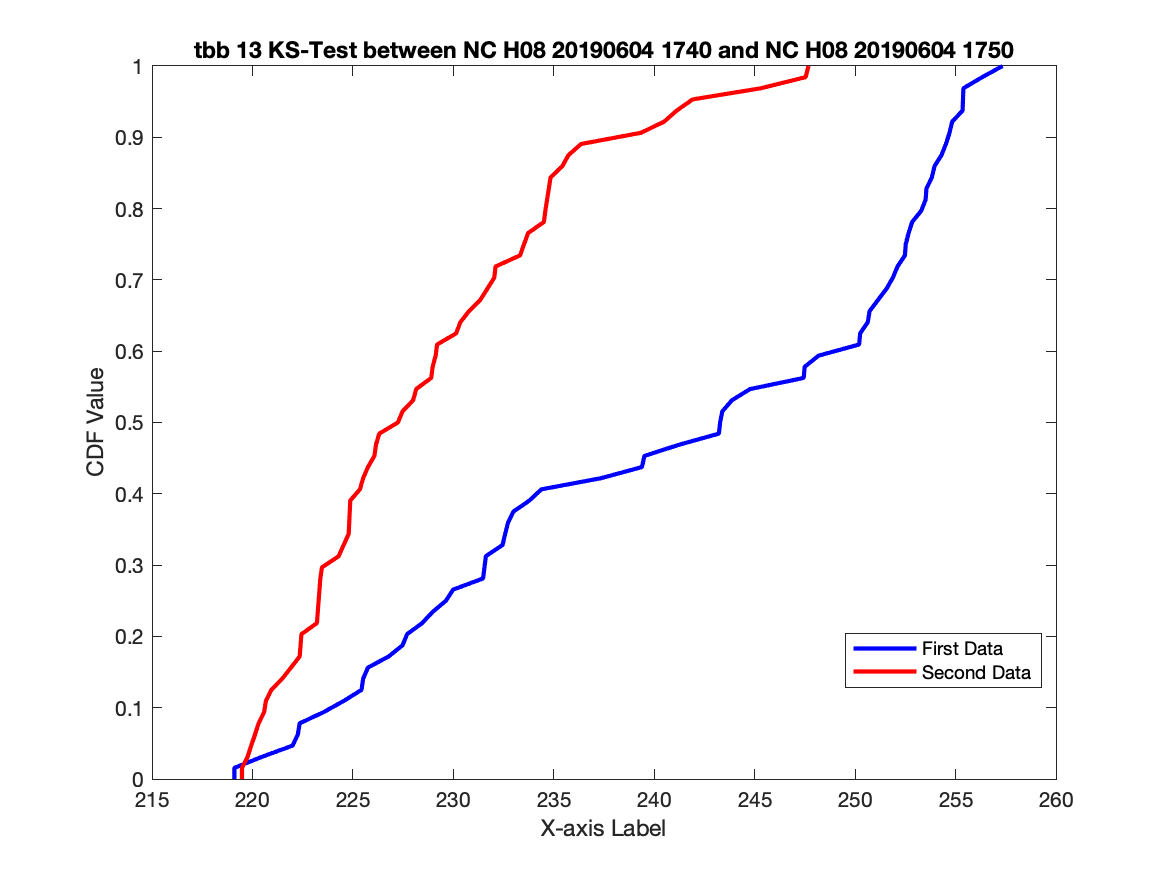 tbb 13 KS-Test between NC H08 20190604 1740 and NC H08 20190604 1750
1
0.9
0.8
0.7
0.6
0.5
0.4
0.3
0.2
0.1
0
CDF Value
First Data
Second Data
215 220 225 230 235 240 245 250 255 260
X-axis Label